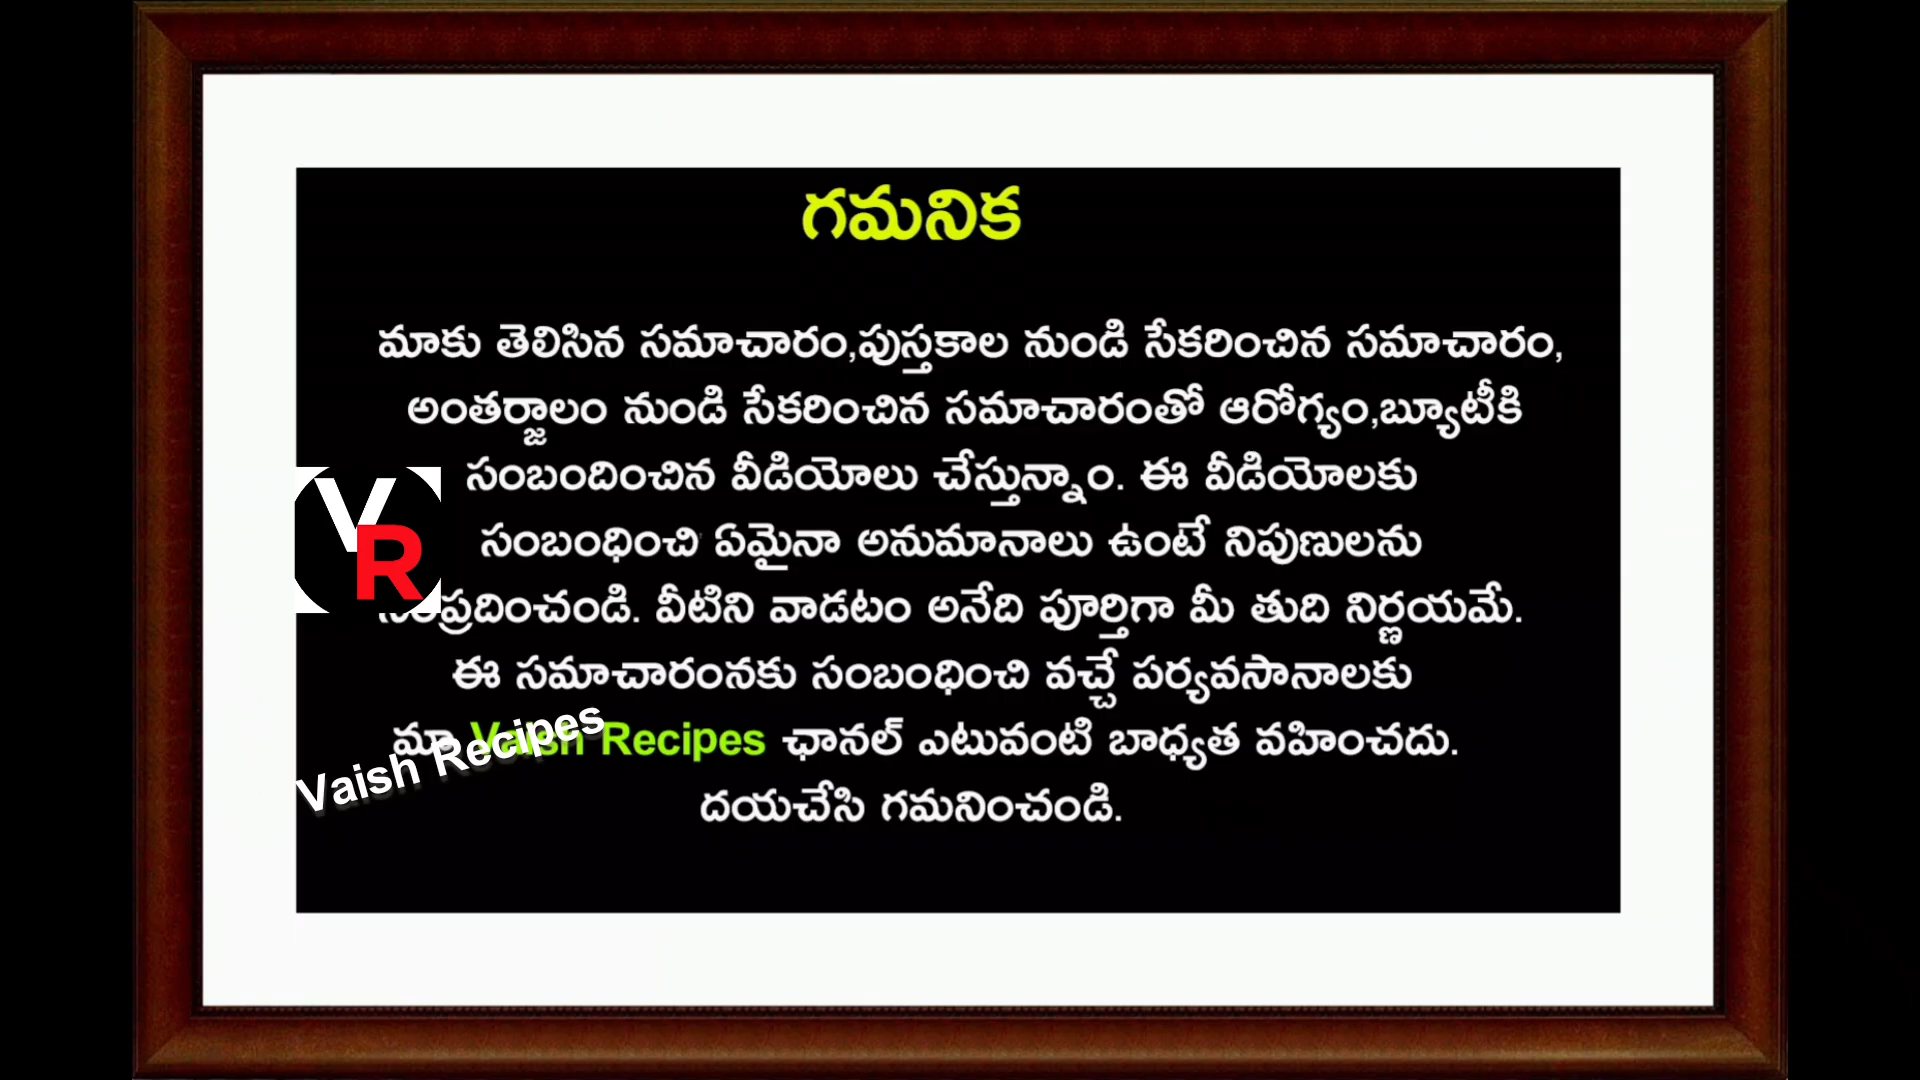 గమనిక
మాకు తెలిసిన సమాచారం,పుస్తకాల నుండి సేకరించిన సమాచారం,
అంతర్జాలం నుండి సేకరించిన సమాచారంతో ఆరోగ్యం,బ్యూటీకి
సంబందించిన వీడియోలు చేస్తున్నాం. ఈ వీడియోలకు
VR
సంబంధించి ఏమైనా అనుమానాలు ఉంటే నిపుణులను
వీటిని వాడటం అనేది పూర్తిగా మీ తుది నిర్ణయమే.
ఈ సమాచారంనకు సంబంధించి వచ్చే పర్యవసానాలకు
మా Vaish Recipes ఛానల్ ఎటువంటి బాధ్యత వహించదు.
Vaish Recipes
దయచేసి గమనించండి.